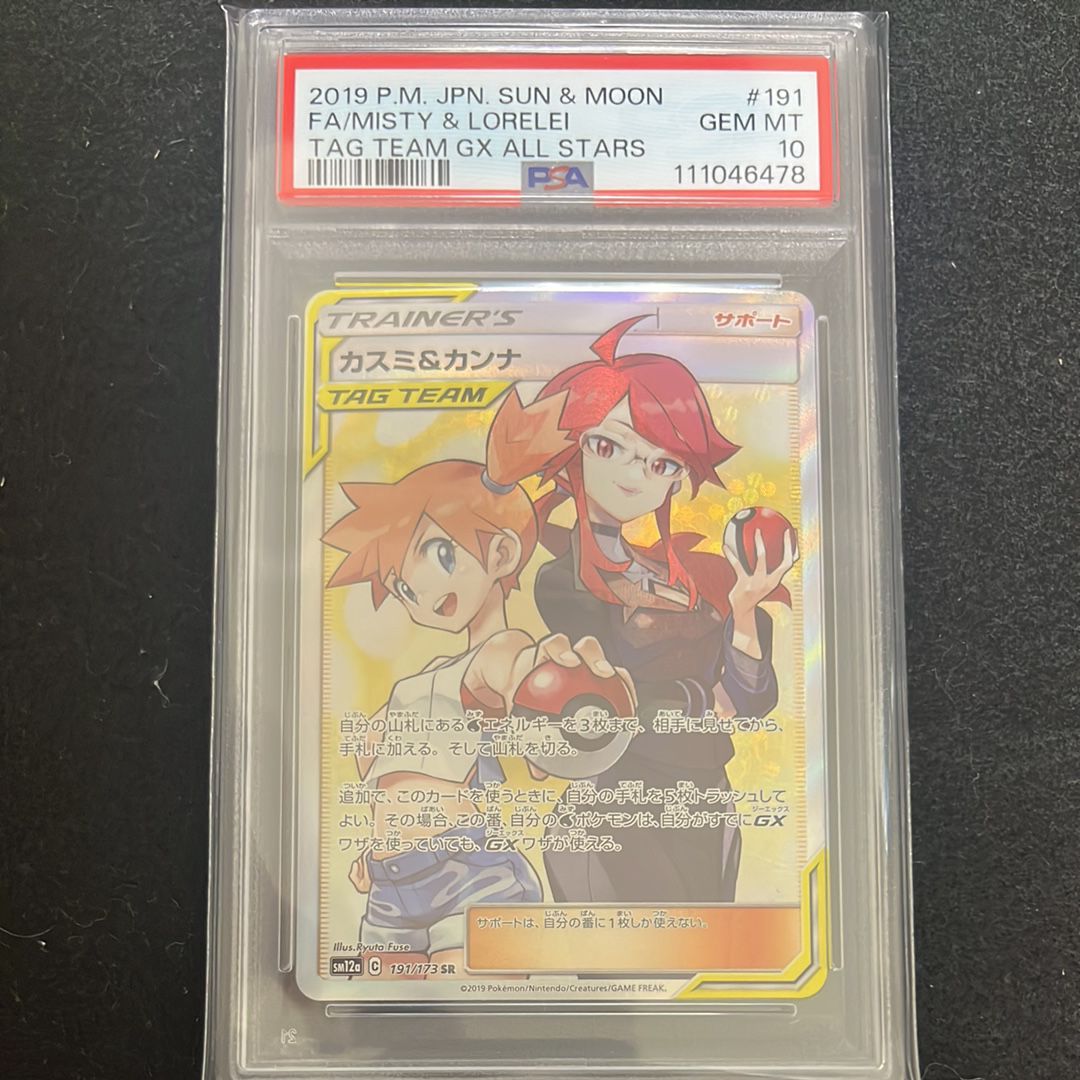 2019 P.M. JPN. SUN & MOON #191
FA/MISTY & LORELEI GEM MT
TAG TEAM GX ALL STARS 10
PSA 111046478
TRAINER'S サポート
カスミ&カンナ
TAG TEAM
自分の山札にある エネルギーを3枚まで、相手に見せてから、
手札に加える。そして山札を切る。
追加で、このカードを使うときに、自分の手札を5枚トラッシュして
よい。その場合、この番、自分の ポケモンは、自分がすでにGX
ワザを使っていても、GXワザが使える。
サポートは、自分の番に1枚しか使えない。
Illus.Ryuta Fuse
sm12a C 191/173 SR
©2019 Pokémon/Nintendo/Creatures/GAME FREAK.